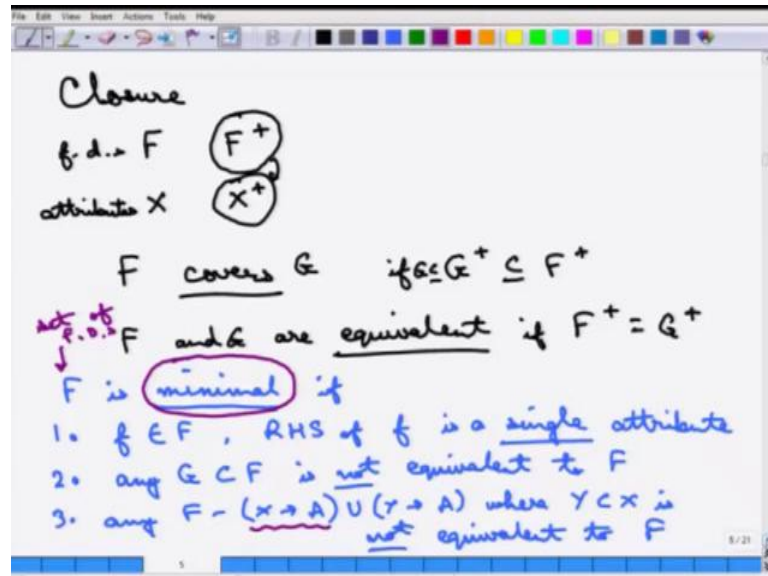 File Edit View Insert Actions Tools Help
Closure
f.d.s F F+
attributes X X+
F covers G if G ⊆ G+ ⊆ F+
set of f.D.s
F and G are equivalent if F+ = G+
F is minimal if
1. f ∈ F, RHS of f is a single attribute
2. any G ⊂ F is not equivalent to F
3. any F - (X → A) ∪ (Y → A) where Y ⊂ X is
not equivalent to F
5
5/21